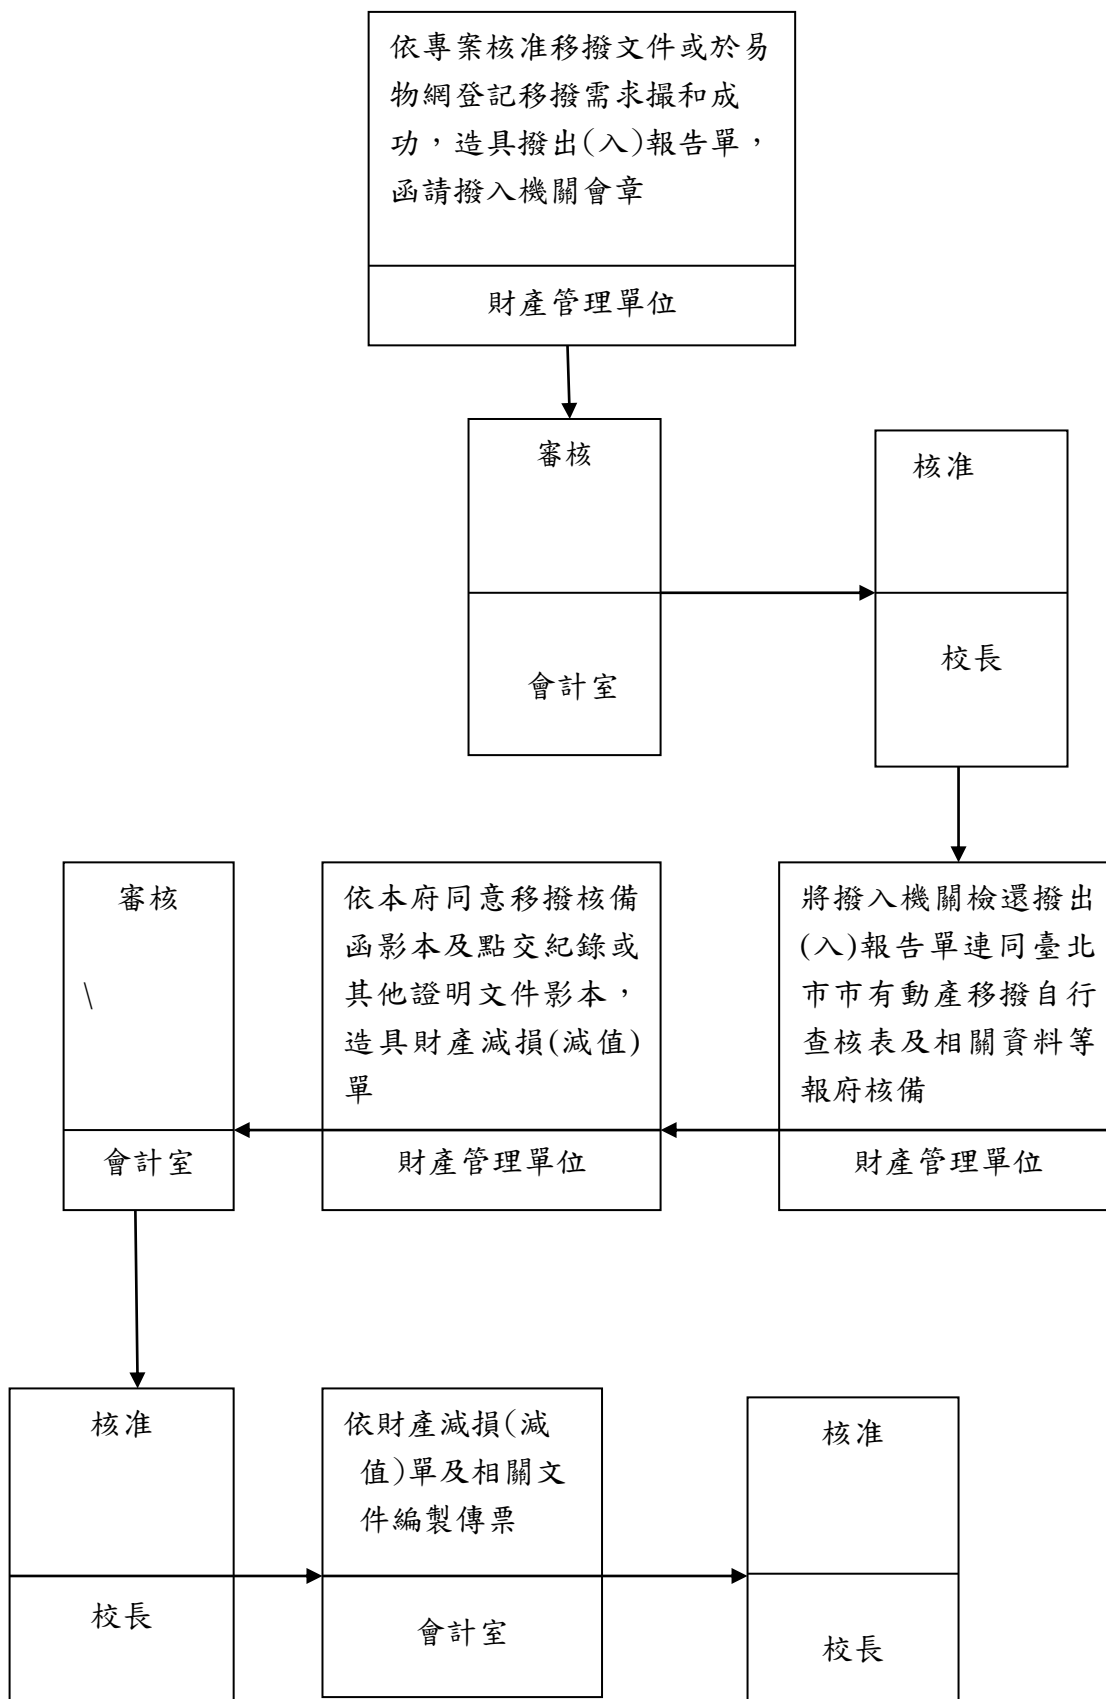 依專案核准移撥文件或於易
物網登記移撥需求撮和成
功，造具撥出(入)報告單，
函請撥入機關會章
財產管理單位
審核
會計室
核准
校長
將撥入機關檢還撥出
(入)報告單連同臺北
市市有動產移撥自行
查核表及相關資料等
報府核備
財產管理單位
依本府同意移撥核備
函影本及點交紀錄或
其他證明文件影本，
造具財產減損(減值)
單
財產管理單位
審核
\
會計室
核准
校長
依財產減損(減
值)單及相關文
件編製傳票
會計室
核准
校長